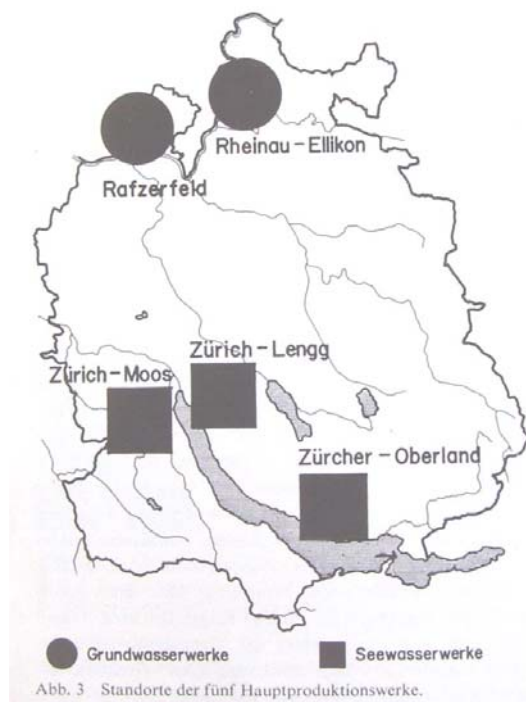 Rheinau-Ellikon
Rafzerfeld
Zürich-Lengg
Zürich-Moos
Zürcher-Oberland
Grundwasserwerke
Seewasserwerke
Abb. 3 Standorte der fünf Hauptproduktionswerke.